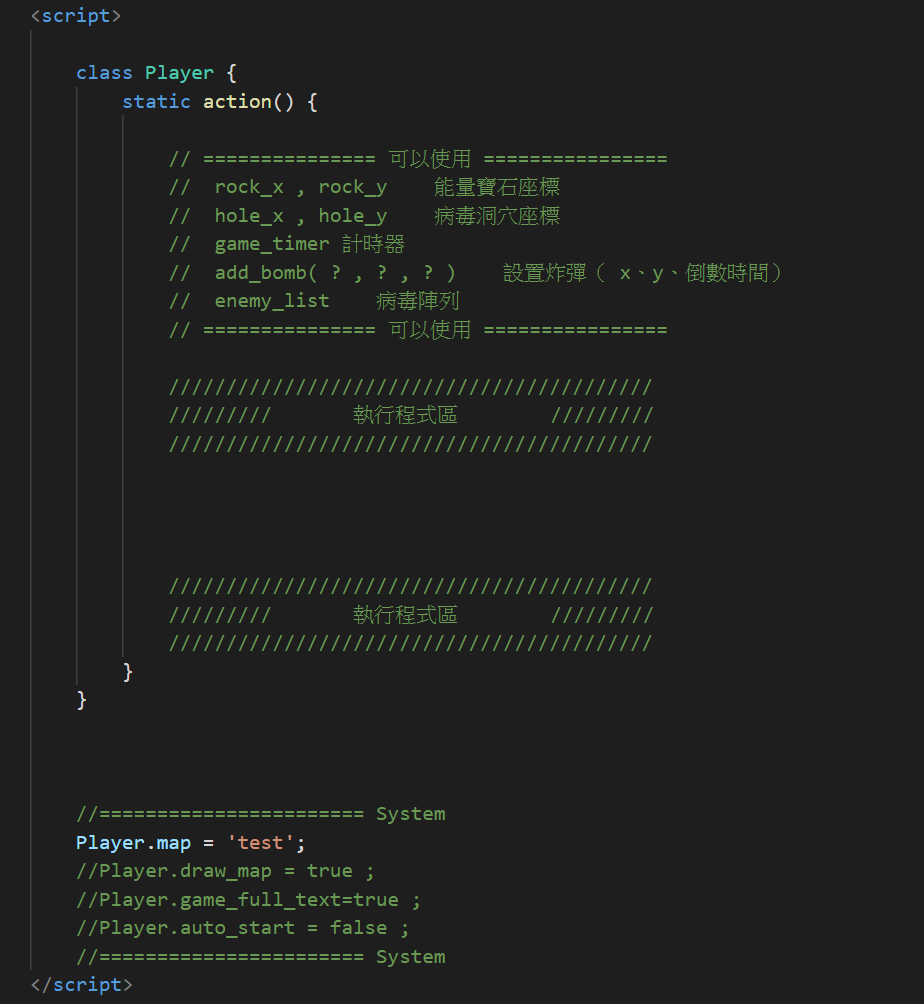 <script>
class Player {
static action() {
// =============== 可以使用 ================
// rock_x , rock_y 能量寶石座標
// hole_x , hole_y 病毒洞穴座標
// game_timer 計時器
// add_bomb( ? , ? , ? ) 設置炸彈（ x、y、倒數時間）
// enemy_list 病毒陣列
// =============== 可以使用 ================
//////////////////////////////////////////
///////// 執行程式區 /////////
//////////////////////////////////////////
//////////////////////////////////////////
///////// 執行程式區 /////////
//////////////////////////////////////////
}
}
//======================= System
Player.map = 'test';
//Player.draw_map = true ;
//Player.game_full_text=true ;
//Player.auto_start = false ;
//======================= System
</script>